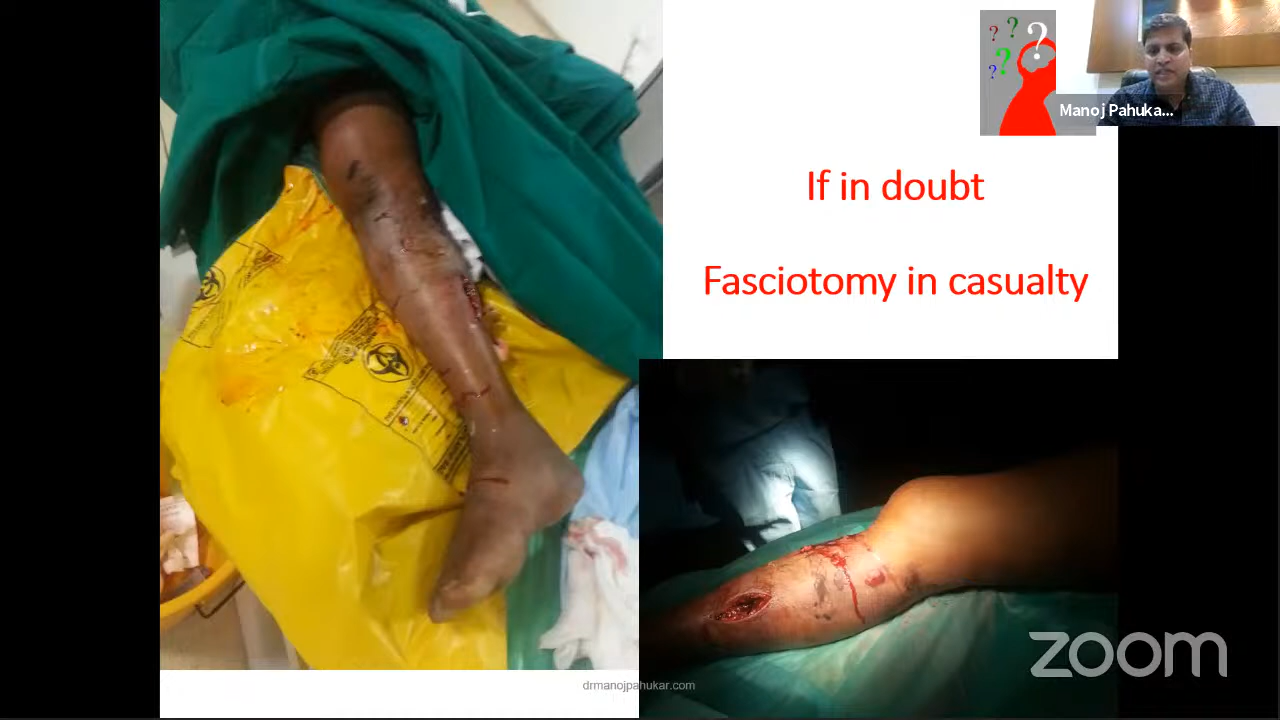 ? ? ?
? ?
Manoj Pahuka...
If in doubt
Fasciotomy in casualty
drmanojpahukar.com
zoom